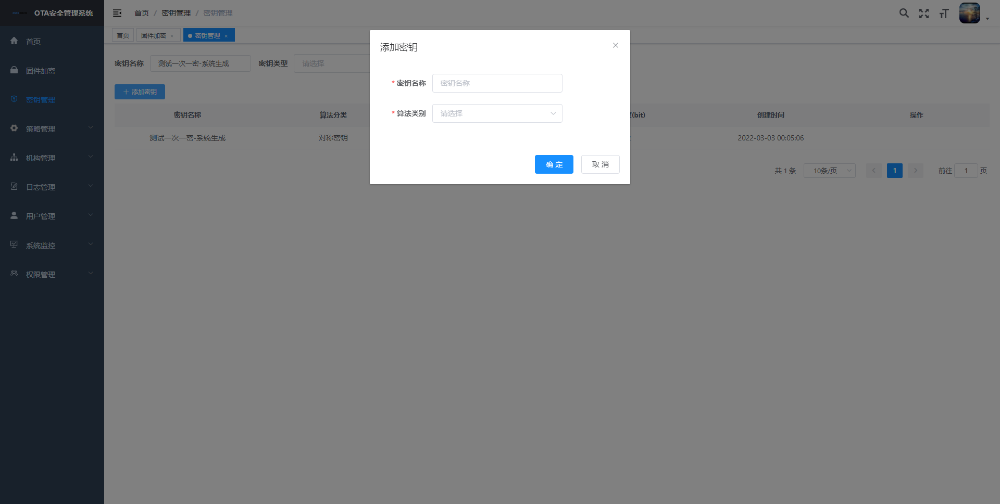 OTA安全管理系统
首页 / 密钥管理 / 密钥管理
首页
固件加密 ×
密钥管理 ×
首页
固件加密
密钥管理
策略管理
机构管理
日志管理
用户管理
系统监控
权限管理
密钥名称 测试一次一密-系统生成 密钥类型 请选择
+ 添加密钥
密钥名称 算法分类 (bit) 创建时间 操作
测试一次一密-系统生成 对称密钥 2022-03-03 00:05:06
共 1 条 10条/页 1 前往 1 页
添加密钥
* 密钥名称 密钥名称
* 算法类别 请选择
确 定 取 消